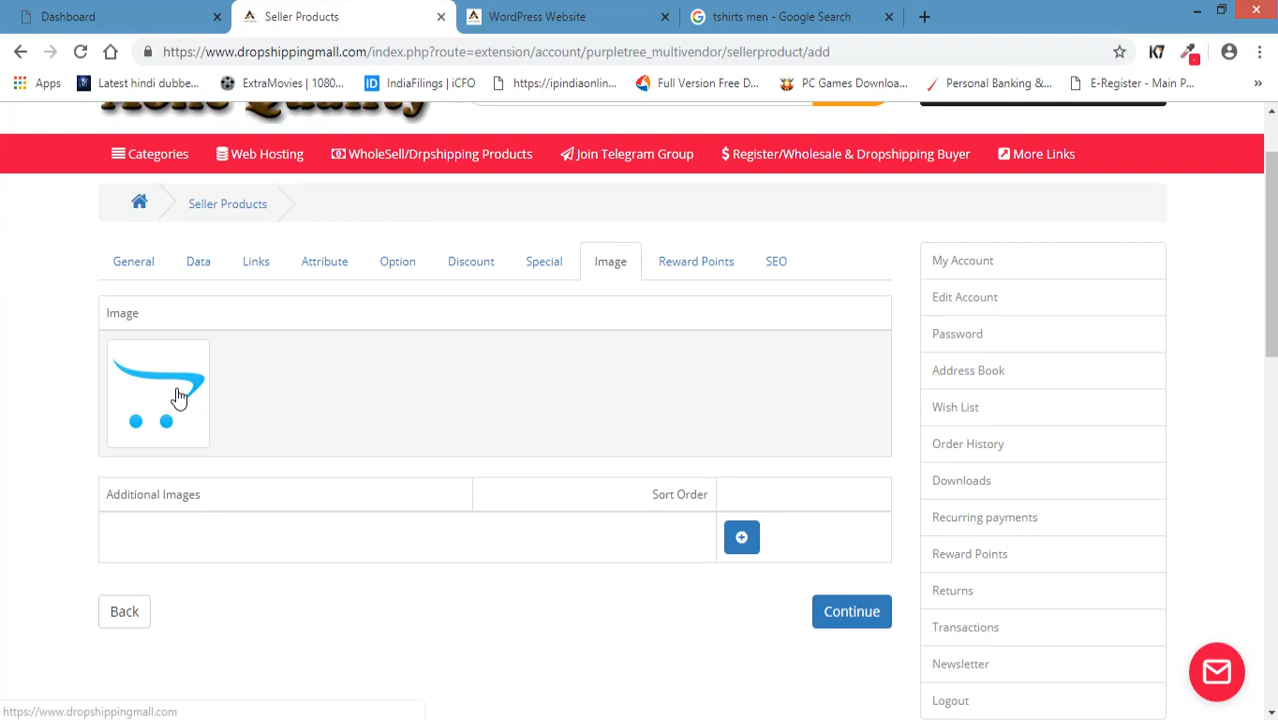 Dashboard
Seller Products
WordPress Website
tshirts men - Google Search
https://www.dropshippingmall.com/index.php?route=extension/account/purpletree_multivendor/sellerproduct/add
K7
Apps
Latest hindi dubbe...
ExtraMovies | 1080...
ID
IndiaFilings | iCFO
https://ipindiaonlin...
Full Version Free D...
PC Games Downloa...
Personal Banking &...
E-Register - Main P...
»
Categories
Web Hosting
WholeSell/Drpshipping Products
Join Telegram Group
$ Register/Wholesale & Dropshipping Buyer
More Links
Seller Products
General
Data
Links
Attribute
Option
Discount
Special
Image
Reward Points
SEO
Image
Additional Images
Sort Order
Back
Continue
My Account
Edit Account
Password
Address Book
Wish List
Order History
Downloads
Recurring payments
Reward Points
Returns
Transactions
Newsletter
Logout
https://www.dropshippingmall.com